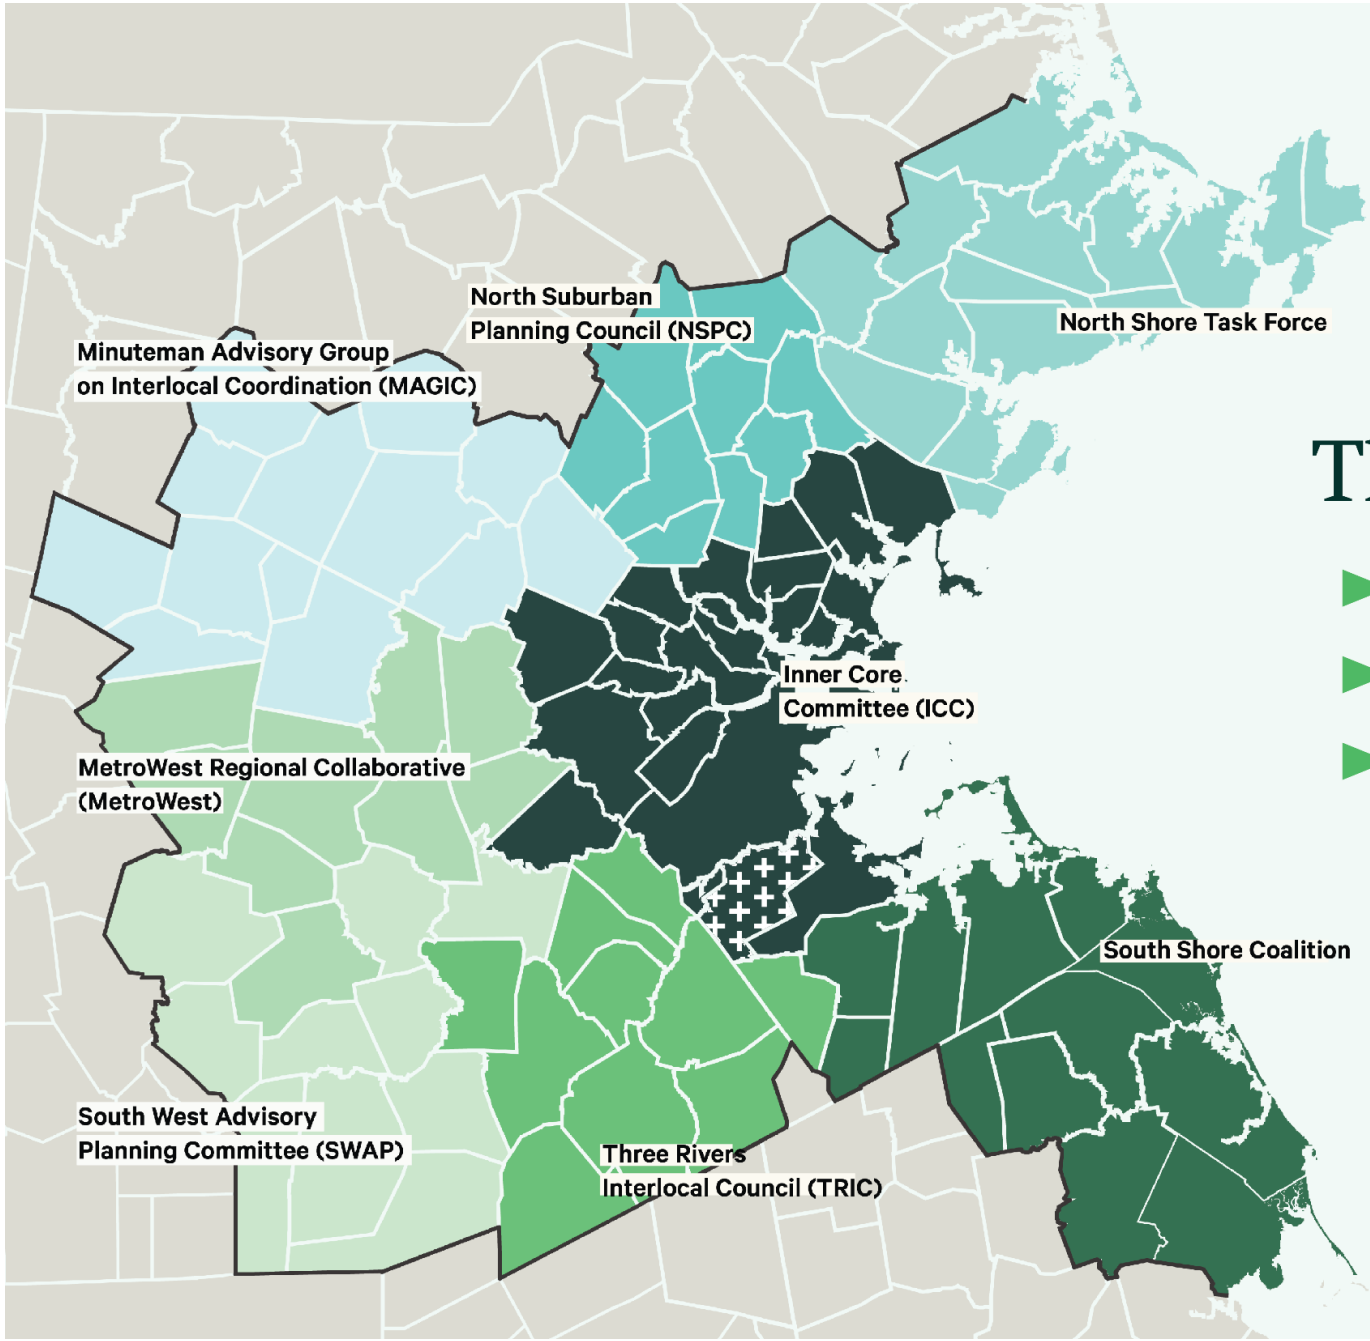 North Suburban
Planning Council (NSPC)
North Shore Task Force
Minuteman Advisory Group
on Interlocal Coordination (MAGIC)
Inner Core
Committee (ICC)
MetroWest Regional Collaborative
(MetroWest)
South Shore Coalition
South West Advisory
Planning Committee (SWAP)
Three Rivers
Interlocal Council (TRIC)